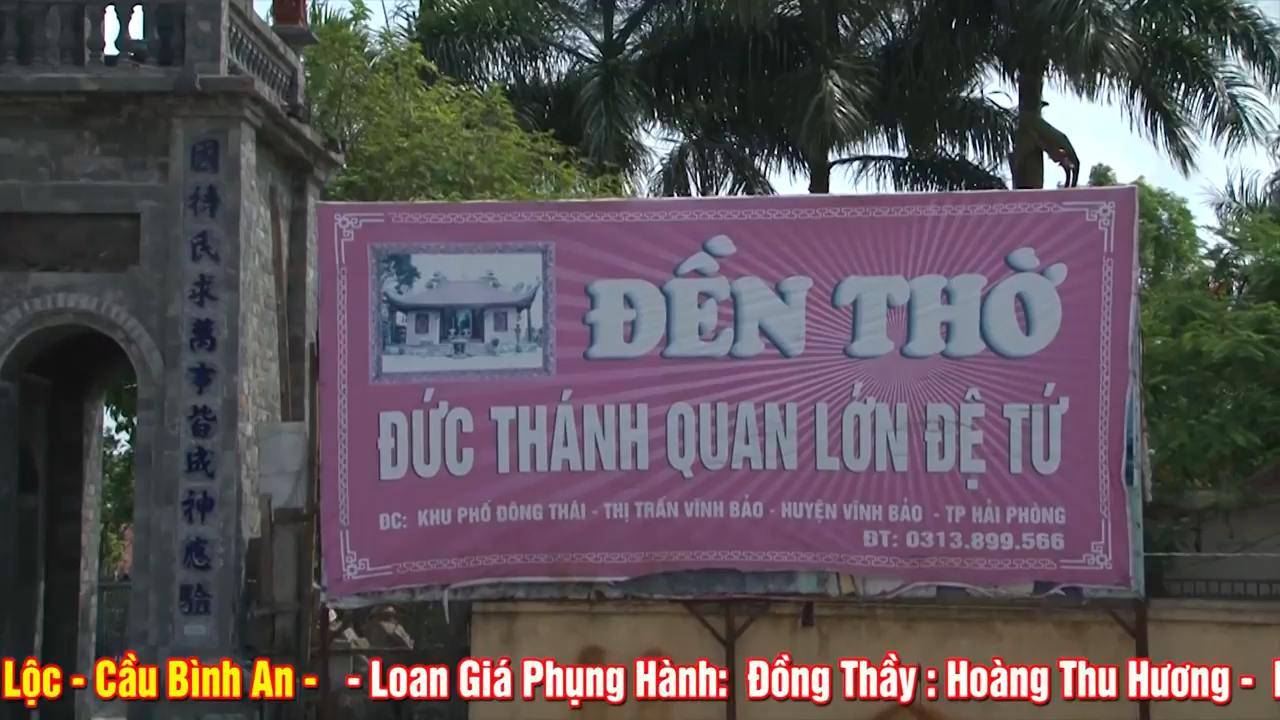 國待民求萬事皆成神應驗
ĐỀN THỜ
ĐỨC THÁNH QUAN LỚN ĐỆ TỨ
ĐC: KHU PHỐ ĐÔNG THÁI - THỊ TRẤN VĨNH BẢO - HUYỆN VĨNH BẢO - TP HẢI PHÒNG
ĐT: 0313.899.566
Lộc - Cầu Bình An - - Loan Giá Phụng Hành: Đồng Thầy : Hoàng Thu Hương -